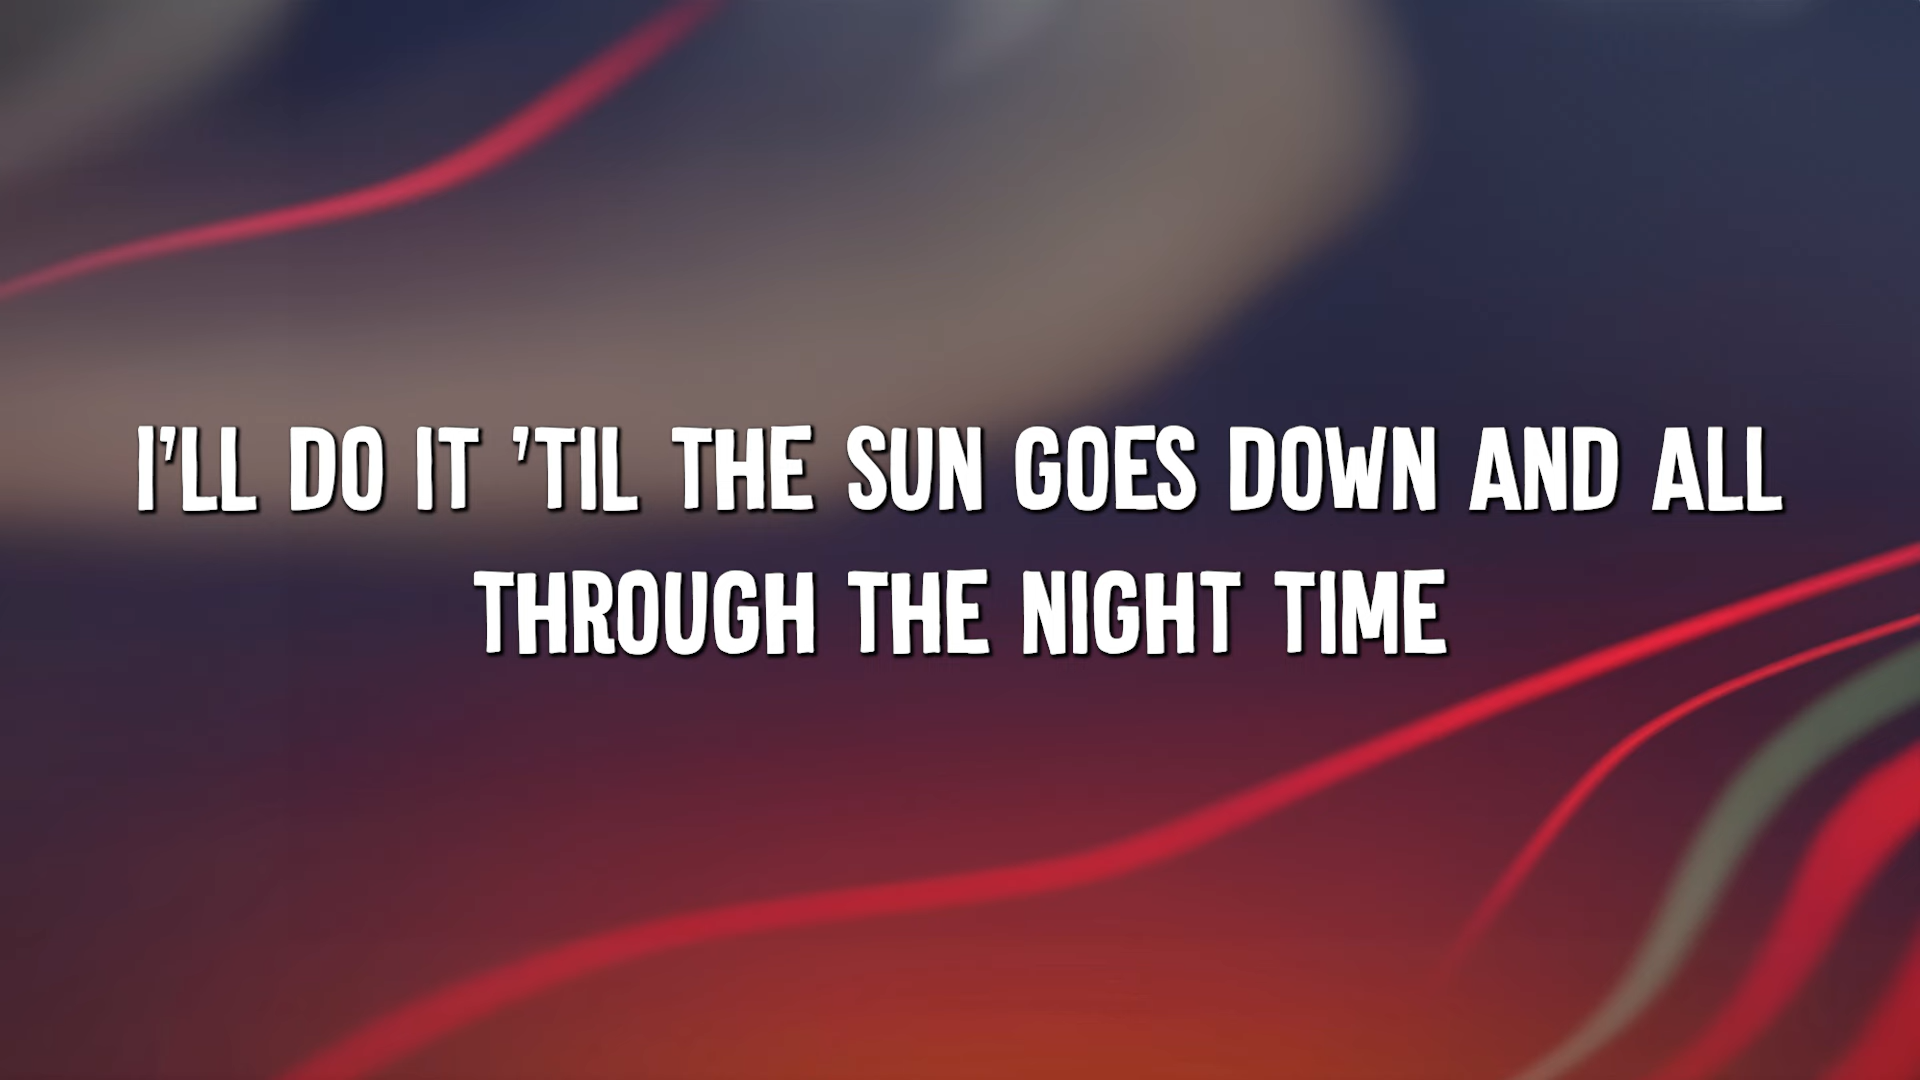 I'LL DO IT 'TIL THE SUN GOES DOWN AND ALL
THROUGH THE NIGHT TIME